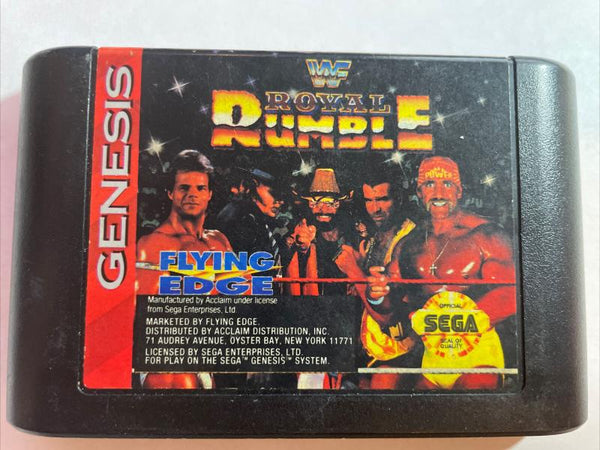 GENESIS
WF
ROYAL
RUMBLE
POWER
FLYING
EDGE
Manufactured by Acclaim under license
from Sega Enterprises, Ltd.
MARKETED BY FLYING EDGE.
DISTRIBUTED BY ACCLAIM DISTRIBUTION, INC.
71 AUDREY AVENUE, OYSTER BAY, NEW YORK 11771
LICENSED BY SEGA ENTERPRISES, LTD.
FOR PLAY ON THE SEGA™ GENESIS™ SYSTEM.
OFFICIAL
SEGA
SEAL OF
QUALITY